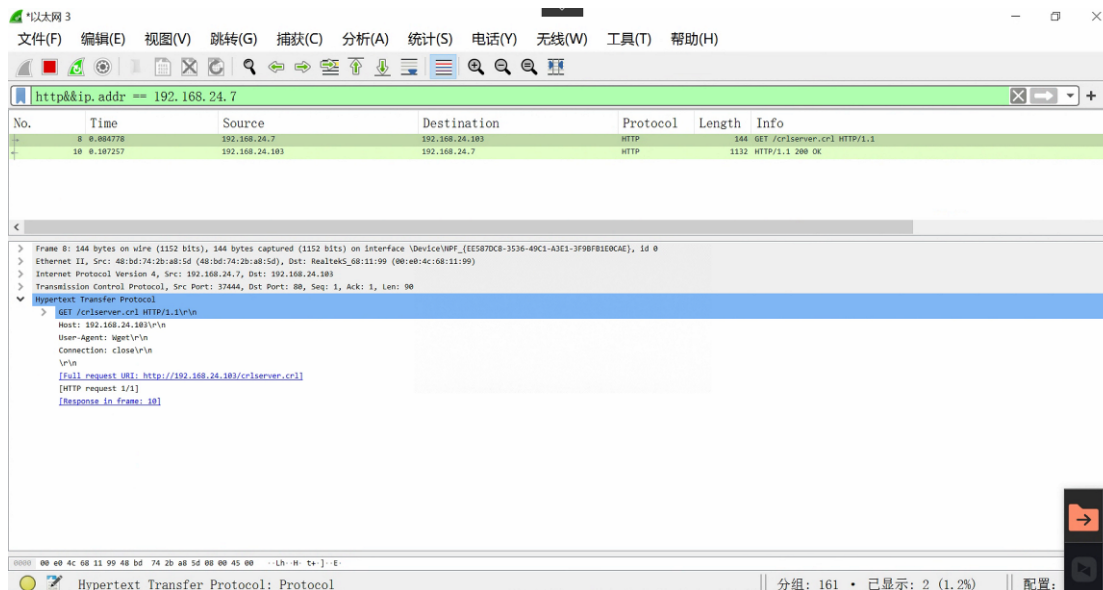 *以太网 3
文件(F) 编辑(E) 视图(V) 跳转(G) 捕获(C) 分析(A) 统计(S) 电话(Y) 无线(W) 工具(T) 帮助(H)
http&&ip.addr == 192.168.24.7
No. Time Source Destination Protocol Length Info
8 0.084778 192.168.24.7 192.168.24.103 HTTP 144 GET /crlserver.crl HTTP/1.1
10 0.107257 192.168.24.103 192.168.24.7 HTTP 1132 HTTP/1.1 200 OK
Frame 8: 144 bytes on wire (1152 bits), 144 bytes captured (1152 bits) on interface \Device\NPF_{EE587DC8-3536-49C1-A3E1-3F9BFB1E0CAE}, id 0
Ethernet II, Src: 48:bd:74:2b:a8:5d (48:bd:74:2b:a8:5d), Dst: RealtekS_68:11:99 (00:e0:4c:68:11:99)
Internet Protocol Version 4, Src: 192.168.24.7, Dst: 192.168.24.103
Transmission Control Protocol, Src Port: 37444, Dst Port: 80, Seq: 1, Ack: 1, Len: 90
Hypertext Transfer Protocol
GET /crlserver.crl HTTP/1.1\r\n
Host: 192.168.24.103\r\n
User-Agent: Wget\r\n
Connection: close\r\n
\r\n
[Full request URI: http://192.168.24.103/crlserver.crl]
[HTTP request 1/1]
[Response in frame: 10]
0000 00 e0 4c 68 11 99 48 bd 74 2b a8 5d 08 00 45 00 ··Lh··H· t+·]··E·
Hypertext Transfer Protocol: Protocol
分组: 161 · 已显示: 2 (1.2%)
配置: